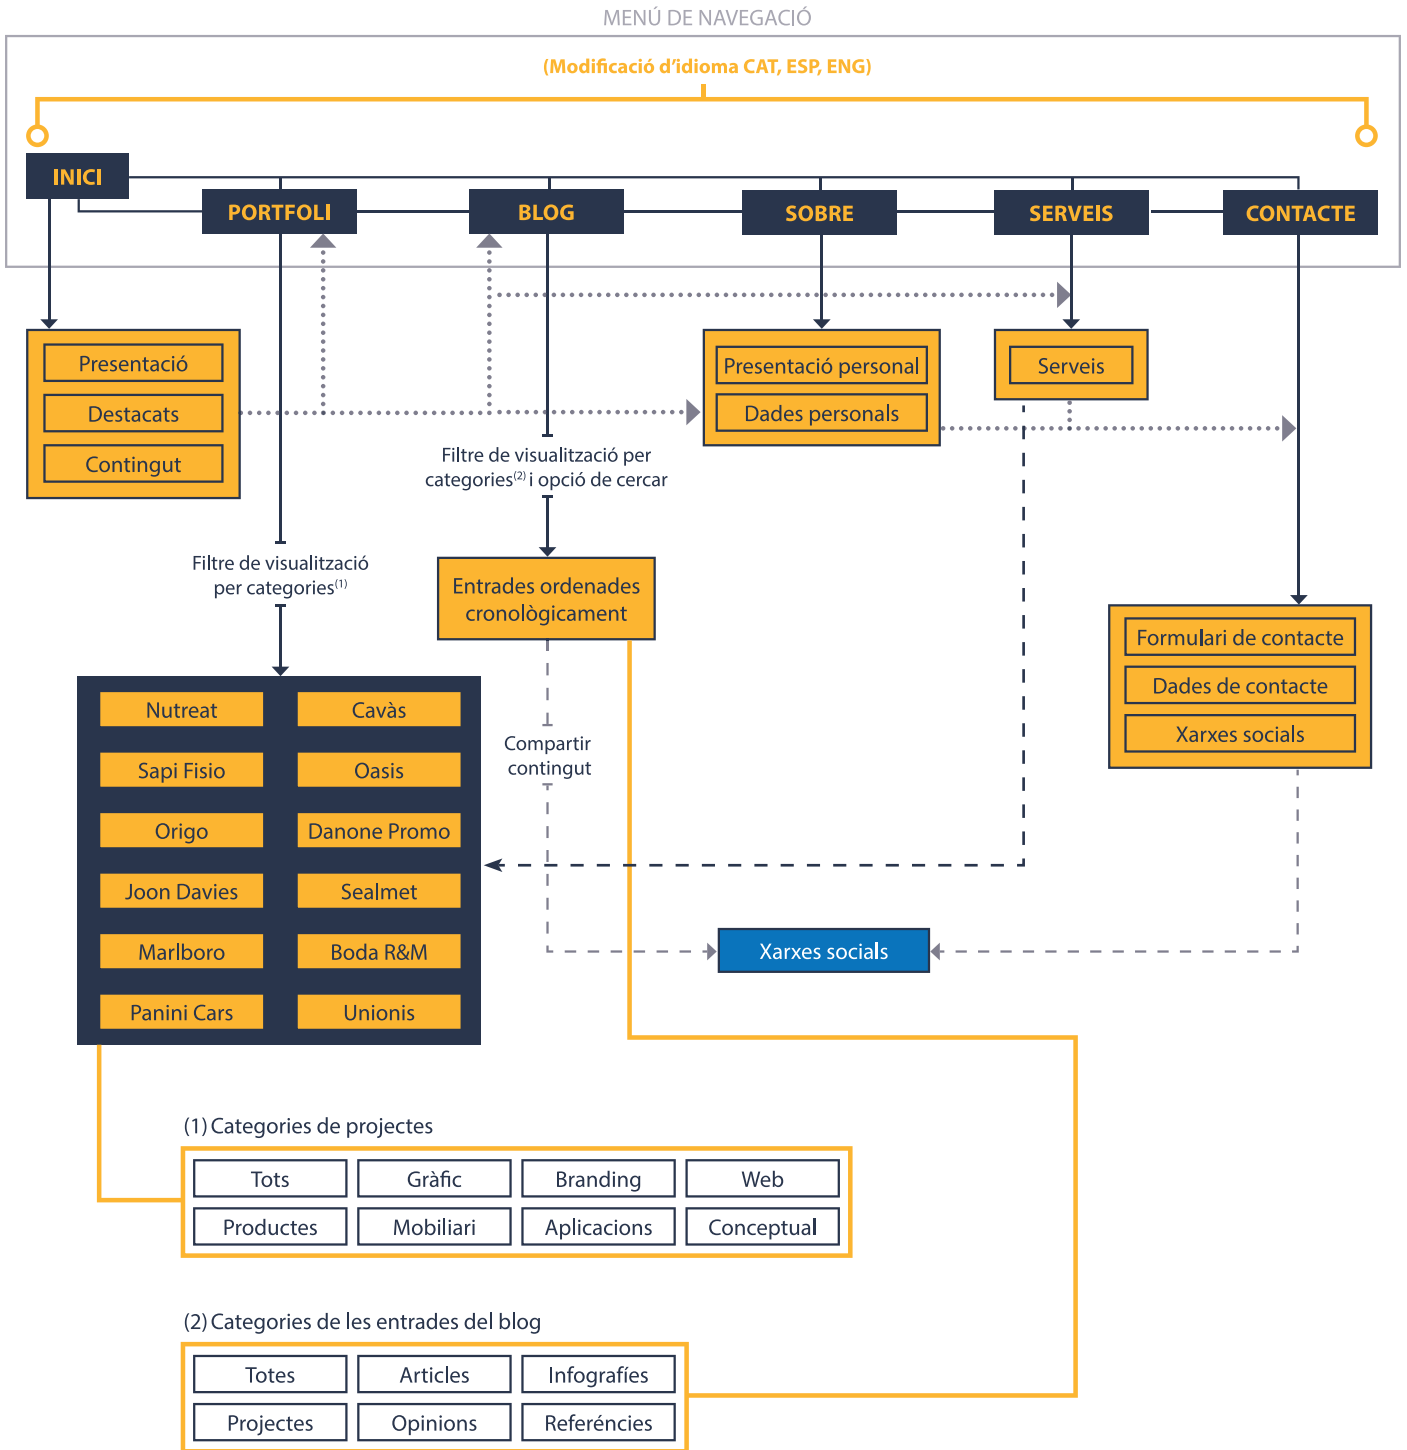 MENÚ DE NAVEGACIÓ
(Modificació d'idioma CAT, ESP, ENG)
INICI
PORTFOLI
BLOG
SOBRE
SERVEIS
CONTACTE
Presentació
Destacats
Contingut
Presentació personal
Dades personals
Serveis
Filtre de visualització per
categories(2) i opció de cercar
Filtre de visualització
per categories(1)
Entrades ordenades
cronològicament
Formulari de contacte
Dades de contacte
Xarxes socials
Nutreat
Cavàs
Sapi Fisio
Oasis
Origo
Danone Promo
Joon Davies
Sealmet
Marlboro
Boda R&M
Panini Cars
Unionis
Compartir
contingut
Xarxes socials
(1) Categories de projectes
Tots
Gràfic
Branding
Web
Productes
Mobiliari
Aplicacions
Conceptual
(2) Categories de les entrades del blog
Totes
Articles
Infografíes
Projectes
Opinions
Referéncies